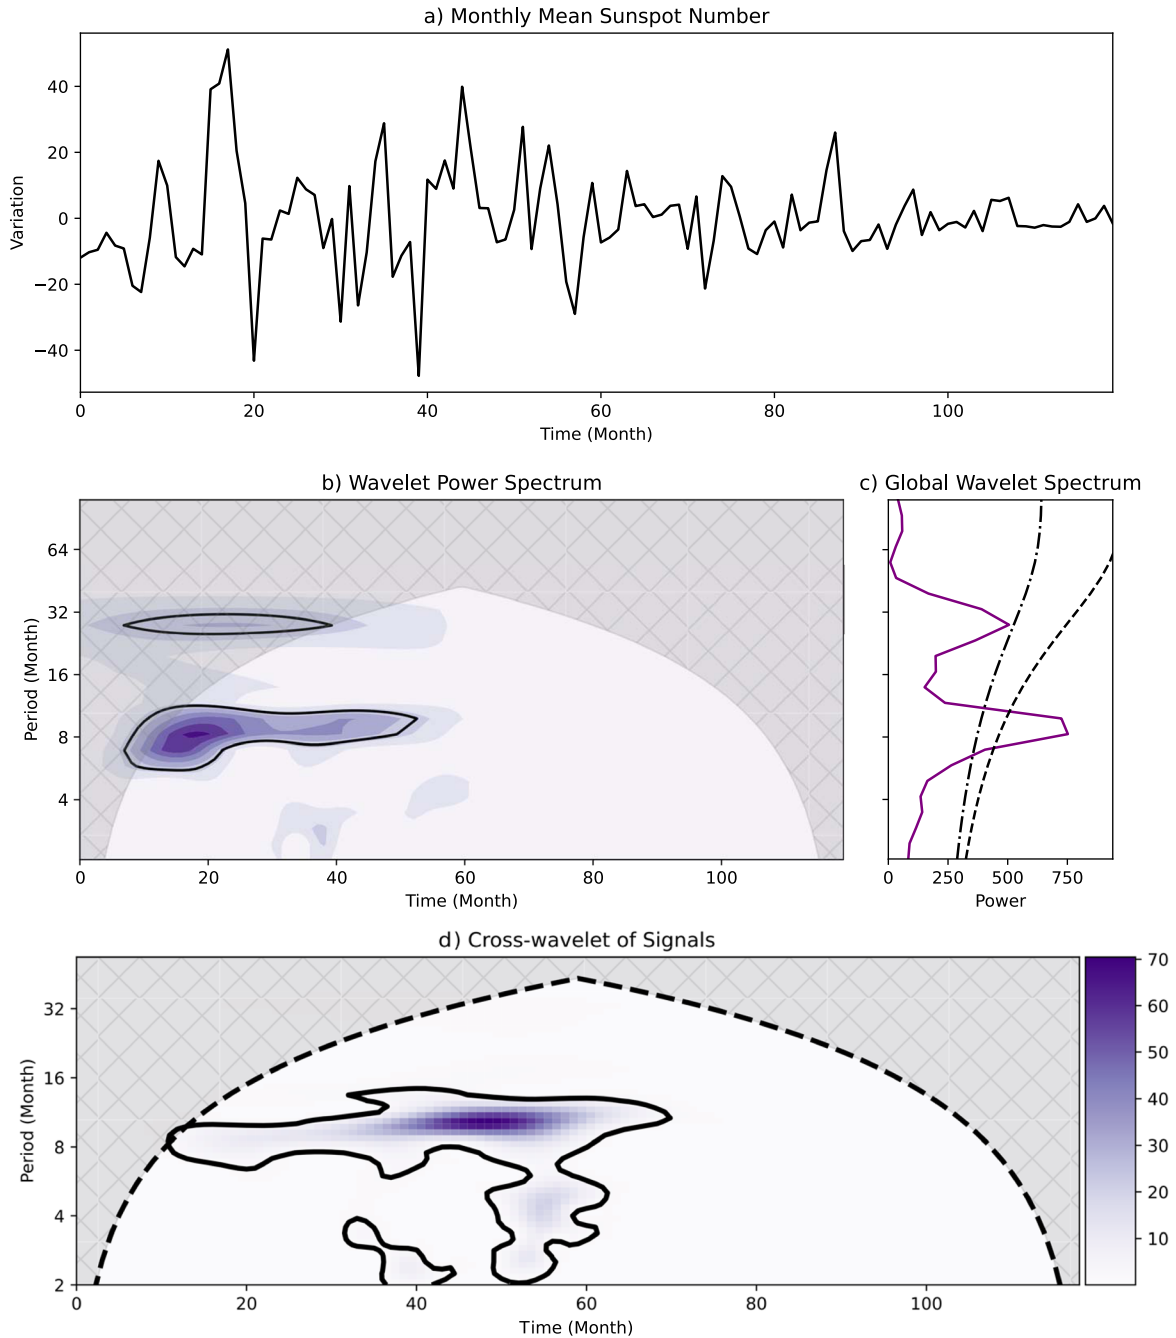 a) Monthly Mean Sunspot Number
Variation
40
20
0
−20
−40
0 20 40 60 80 100
Time (Month)
b) Wavelet Power Spectrum
Period (Month)
64
32
16
8
4
0 20 40 60 80 100
Time (Month)
c) Global Wavelet Spectrum
0 250 500 750
Power
d) Cross-wavelet of Signals
Period (Month)
32
16
8
4
2
0 20 40 60 80 100
Time (Month)
70
60
50
40
30
20
10